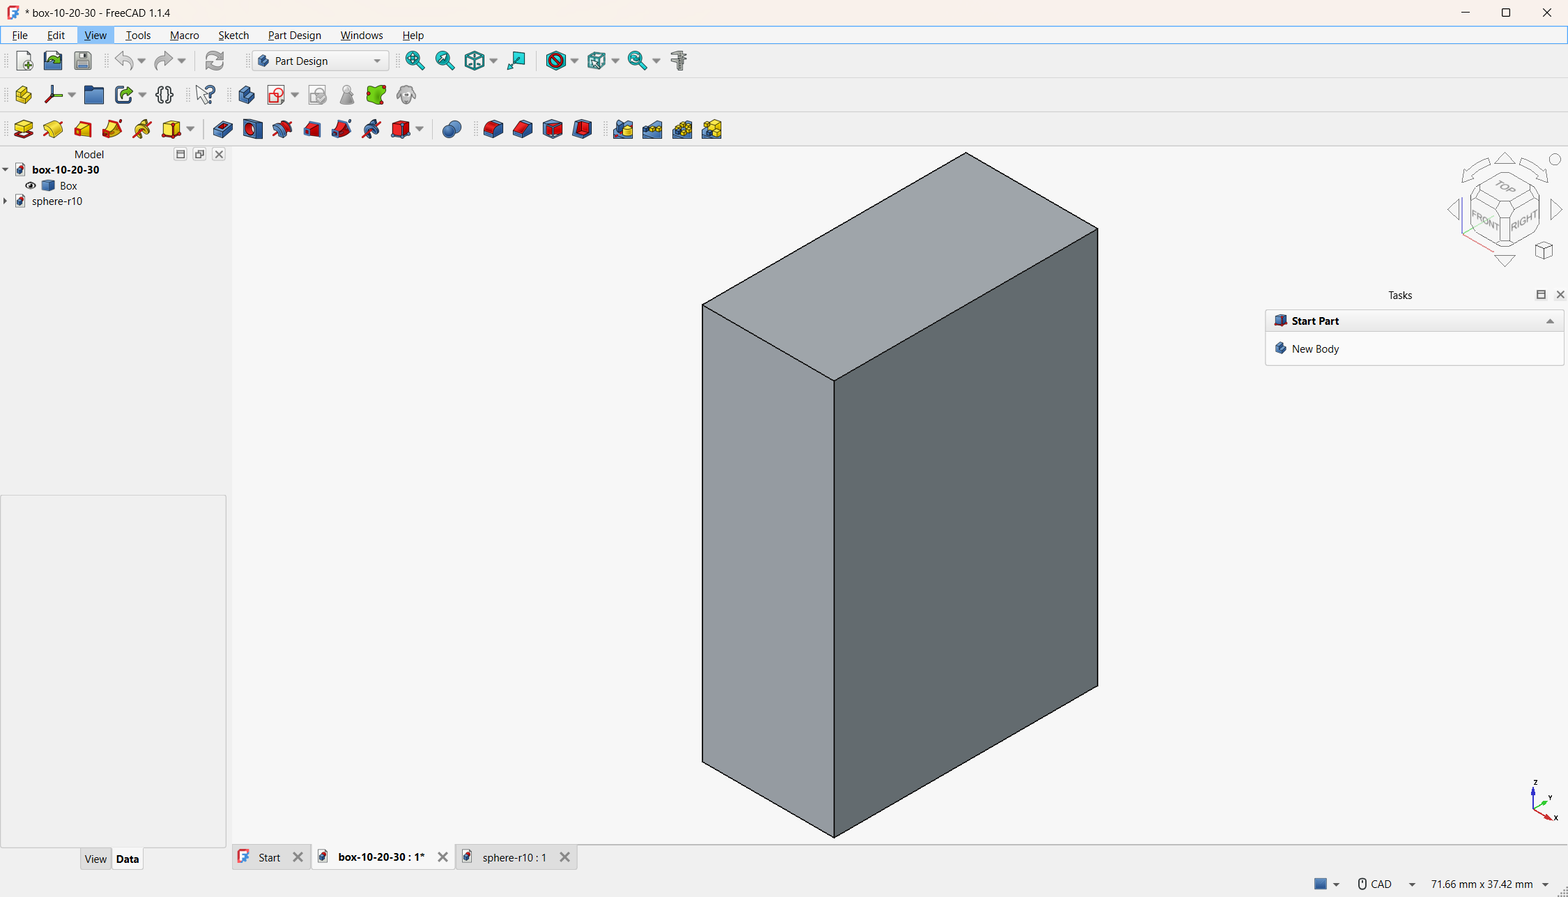 * box-10-20-30 - FreeCAD 1.1.4
File Edit View Tools Macro Sketch Part Design Windows Help
Part Design
Model
box-10-20-30
Box
sphere-r10
TOP
FRONT RIGHT
Tasks
Start Part
New Body
Z
Y
X
View Data
Start box-10-20-30 : 1* sphere-r10 : 1
CAD 71.66 mm x 37.42 mm